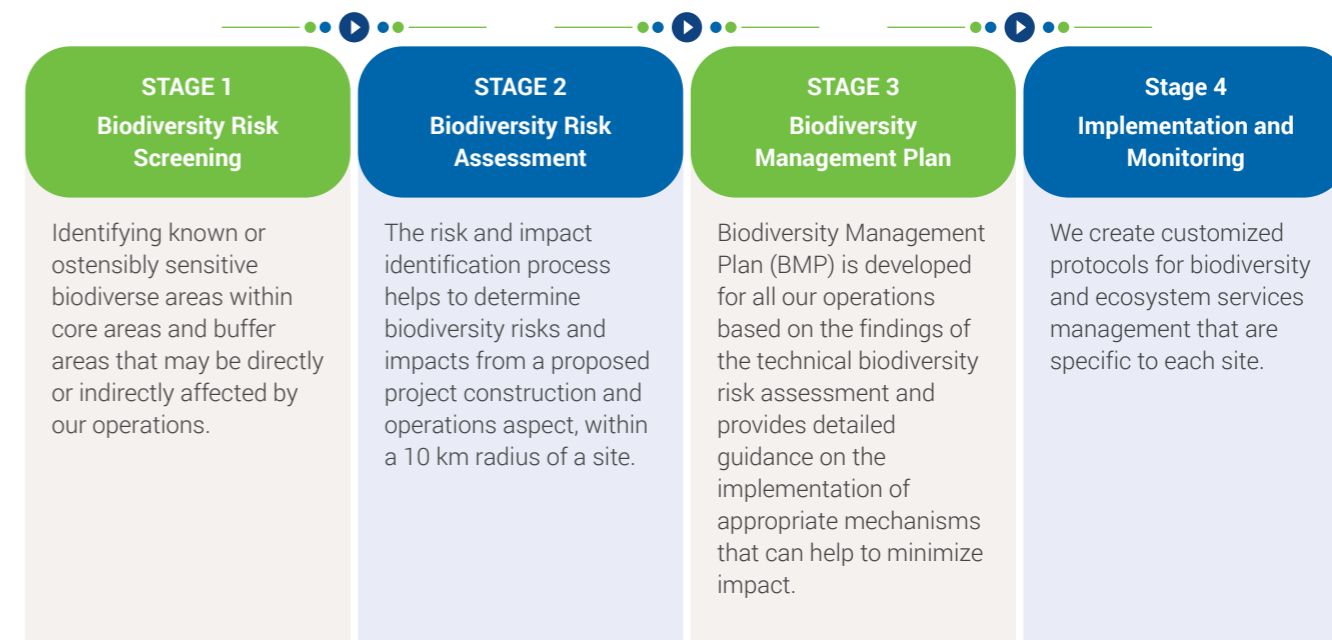 STAGE 1
Biodiversity Risk
Screening
Identifying known or
ostensibly sensitive
biodiverse areas within
core areas and buffer
areas that may be directly
or indirectly affected by
our operations.
STAGE 2
Biodiversity Risk
Assessment
The risk and impact
identification process
helps to determine
biodiversity risks and
impacts from a proposed
project construction and
operations aspect, within
a 10 km radius of a site.
STAGE 3
Biodiversity
Management Plan
Biodiversity Management
Plan (BMP) is developed
for all our operations
based on the findings of
the technical biodiversity
risk assessment and
provides detailed
guidance on the
implementation of
appropriate mechanisms
that can help to minimize
impact.
Stage 4
Implementation and
Monitoring
We create customized
protocols for biodiversity
and ecosystem services
management that are
specific to each site.